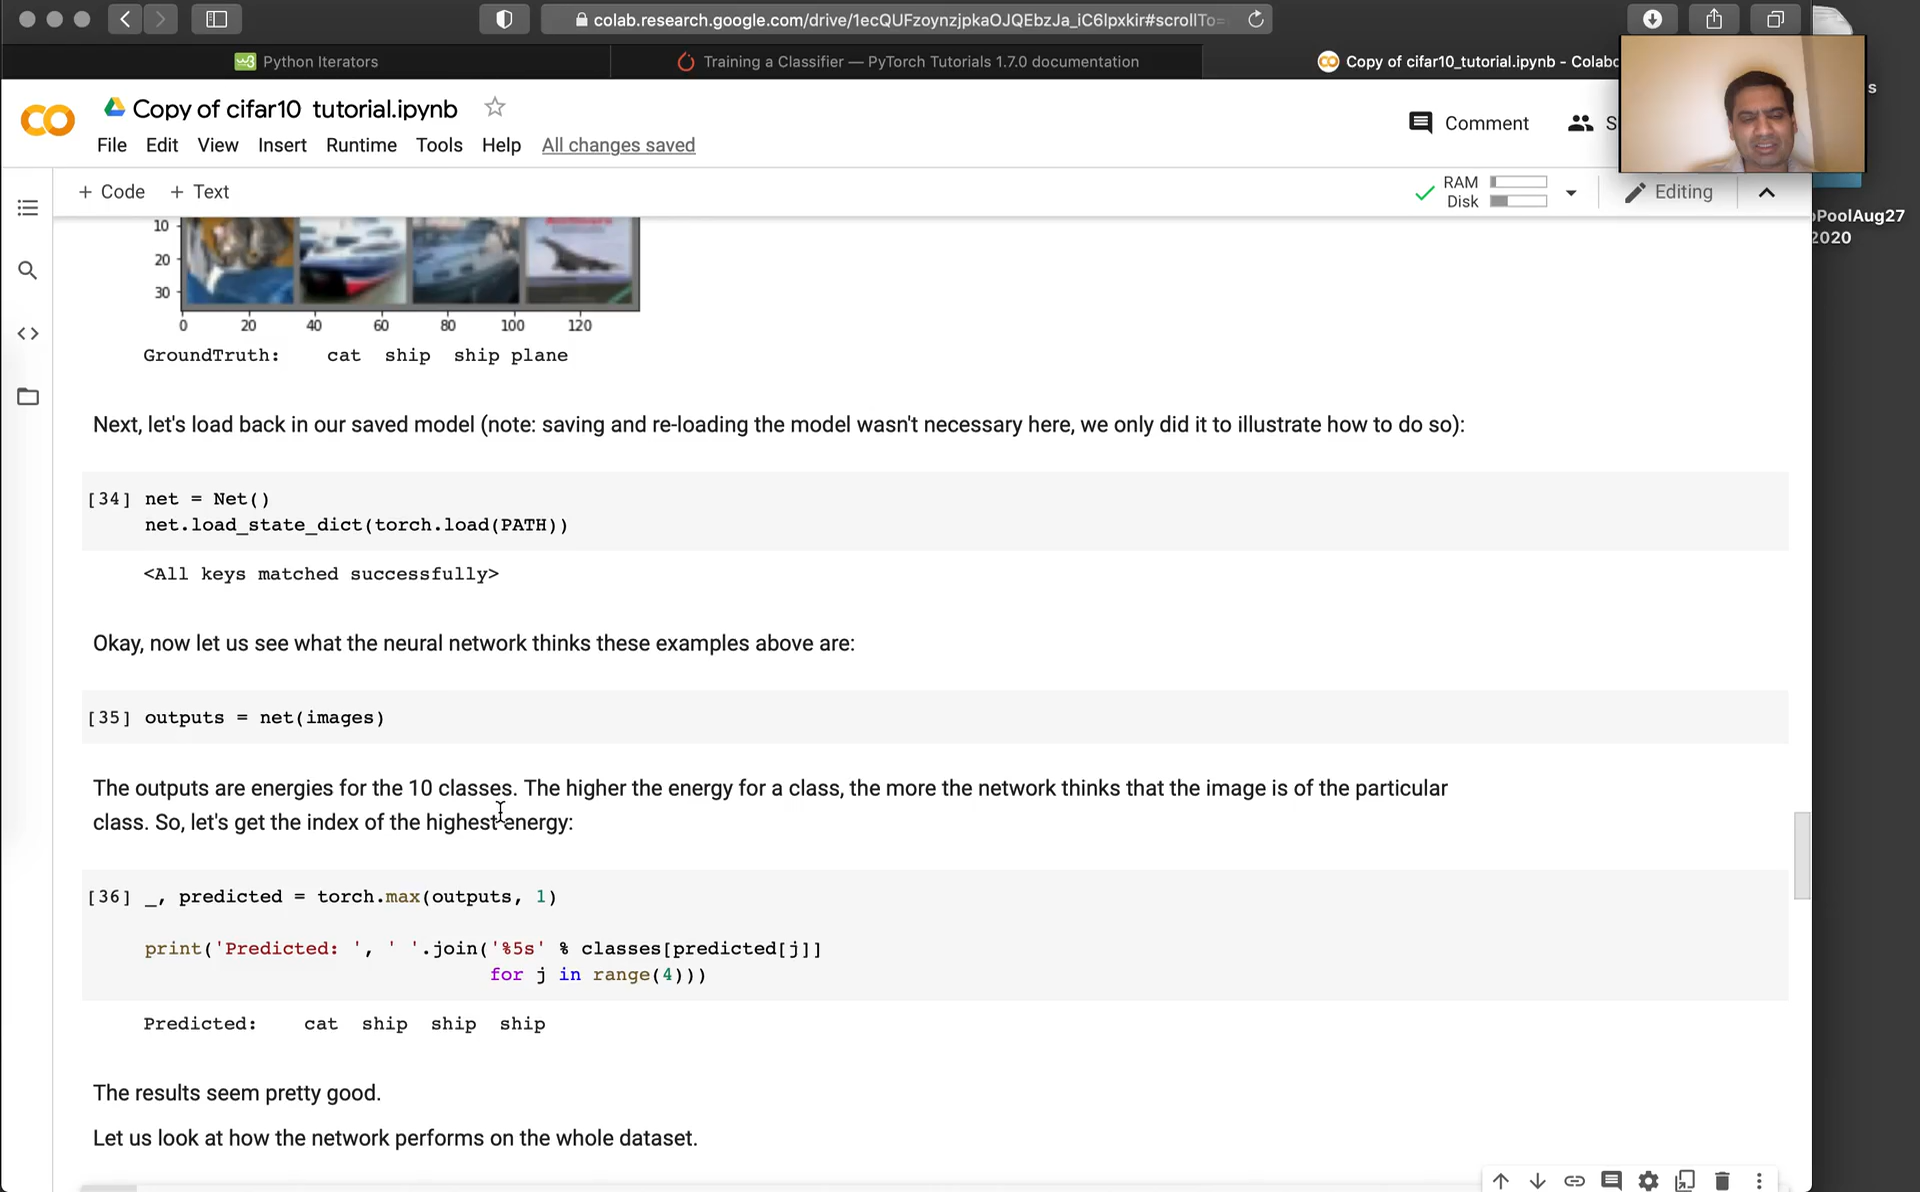 colab.research.google.com/drive/1ecQUFzoynzjpkaOJQEbzJa_iC6lpxkir#scrollTo=
Python Iterators
Training a Classifier — PyTorch Tutorials 1.7.0 documentation
Copy of cifar10_tutorial.ipynb - Colabo
s
Copy of cifar10 tutorial.ipynb
Comment
S
File Edit View Insert Runtime Tools Help All changes saved
+ Code + Text
RAM
Disk
Editing
PoolAug27
2020
10
20
30
0 20 40 60 80 100 120
GroundTruth: cat ship ship plane
Next, let's load back in our saved model (note: saving and re-loading the model wasn't necessary here, we only did it to illustrate how to do so):
[34] net = Net()
net.load_state_dict(torch.load(PATH))
<All keys matched successfully>
Okay, now let us see what the neural network thinks these examples above are:
[35] outputs = net(images)
The outputs are energies for the 10 classes. The higher the energy for a class, the more the network thinks that the image is of the particular
class. So, let's get the index of the highest energy:
[36] _, predicted = torch.max(outputs, 1)
print('Predicted: ', ' '.join('%5s' % classes[predicted[j]]
for j in range(4)))
Predicted: cat ship ship ship
The results seem pretty good.
Let us look at how the network performs on the whole dataset.